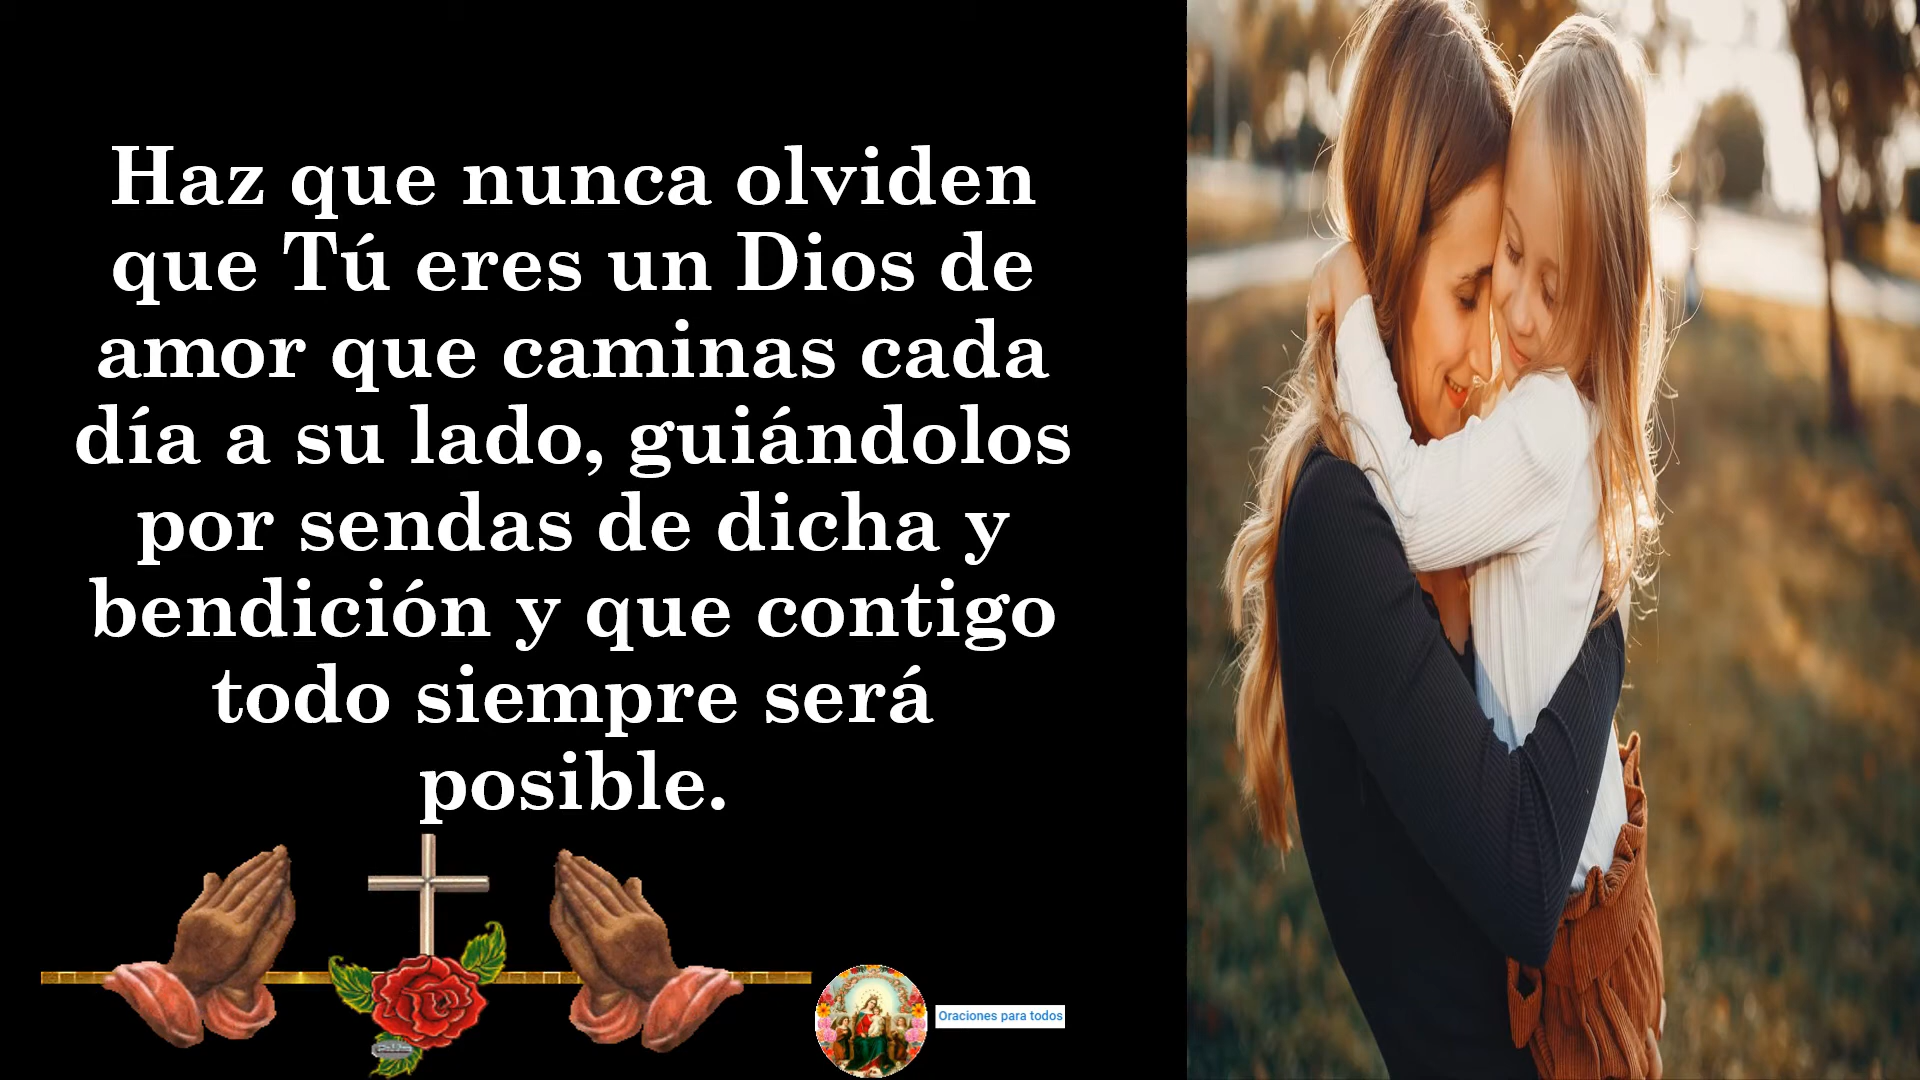 Haz que nunca olviden
que Tú eres un Dios de
amor que caminas cada
día a su lado, guiándolos
por sendas de dicha y
bendición y que contigo
todo siempre será
posible.
Oraciones para todos